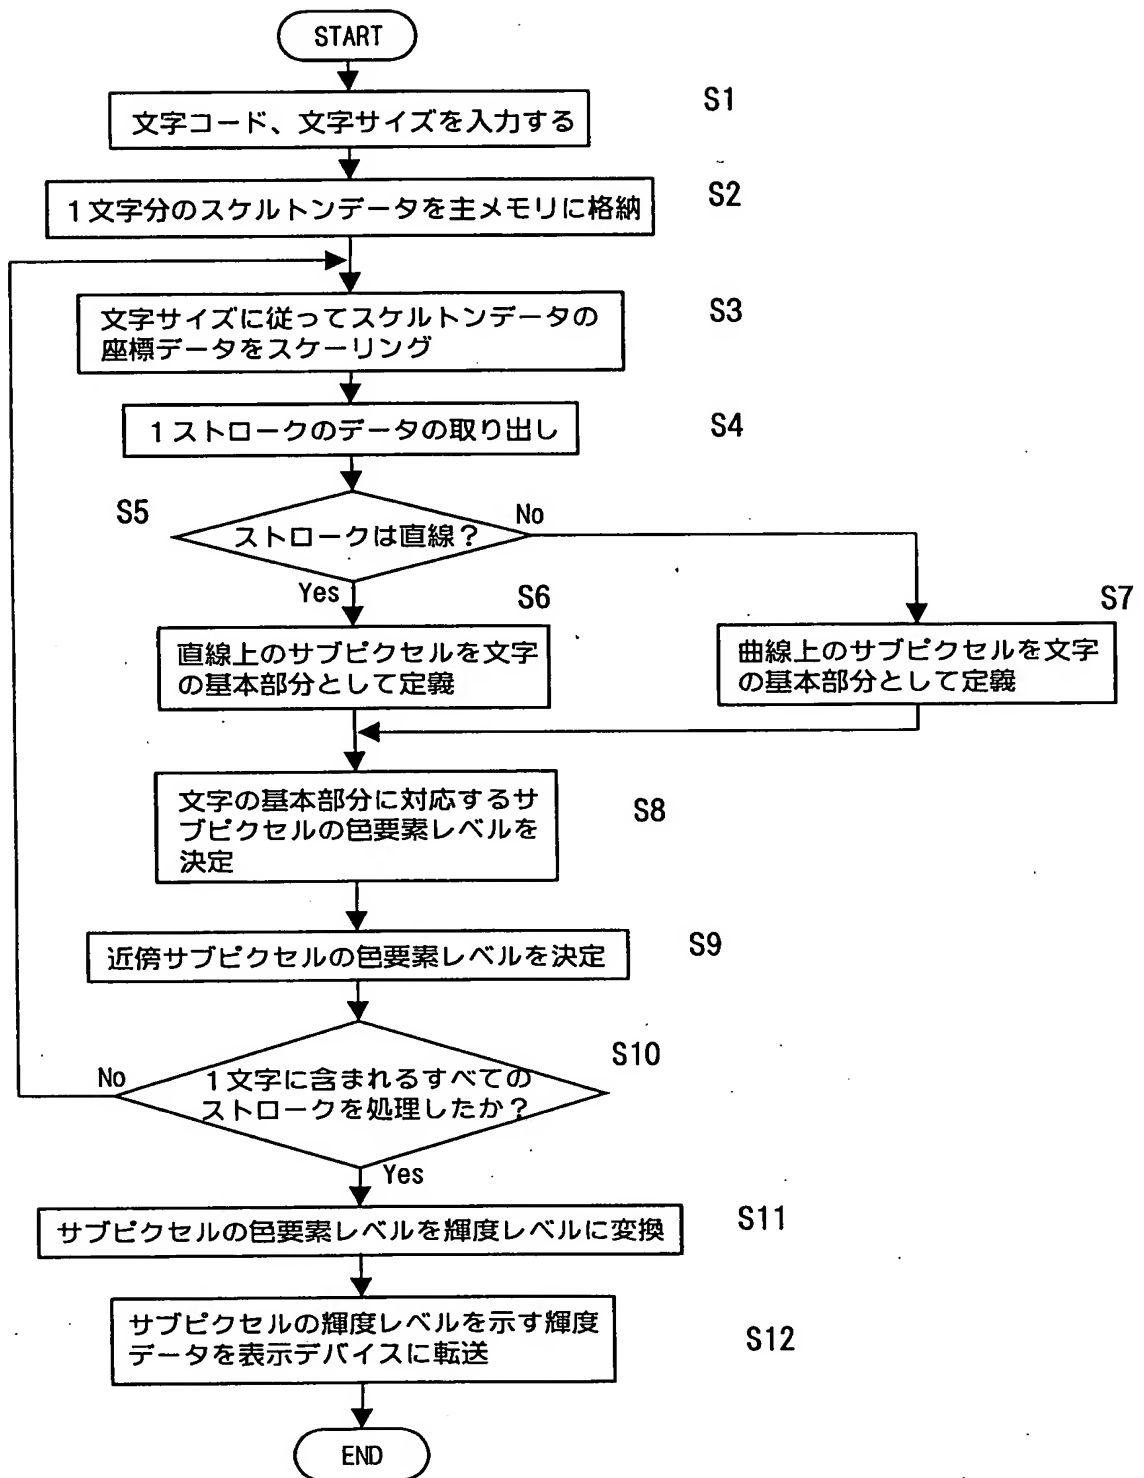 START
文字コード、文字サイズを入力する
S1
1文字分のスケルトンデータを主メモリに格納
S2
文字サイズに従ってスケルトンデータの
座標データをスケーリング
S3
1ストロークのデータの取り出し
S4
S5
ストロークは直線?
No
Yes
S6
S7
直線上のサブピクセルを文字
の基本部分として定義
曲線上のサブピクセルを文字
の基本部分として定義
文字の基本部分に対応するサ
ブピクセルの色要素レベルを
決定
S8
近傍サブピクセルの色要素レベルを決定
S9
S10
No
1文字に含まれるすべての
ストロークを処理したか?
Yes
サブピクセルの色要素レベルを輝度レベルに変換
S11
サブピクセルの輝度レベルを示す輝度
データを表示デバイスに転送
S12
END